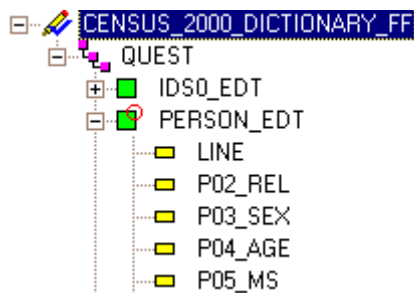 CENSUS_2000_DICTIONARY_FF
QUEST
IDS0_EDT
PERSON_EDT
LINE
P02_REL
P03_SEX
P04_AGE
P05_MS